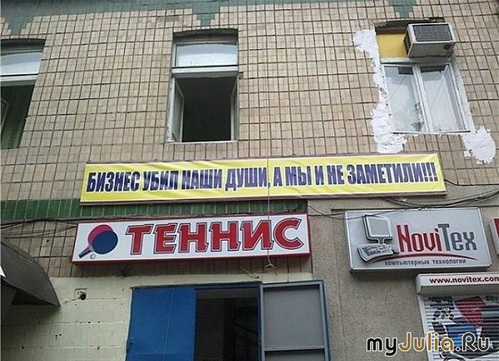 БИЗНЕС УБИЛ НАШИ ДУШИ, А МЫ И НЕ ЗАМЕТИЛИ!!!
ТЕННИС
NoviTex
компьютерные технологии
www.novitex.com
myJulia.Ru